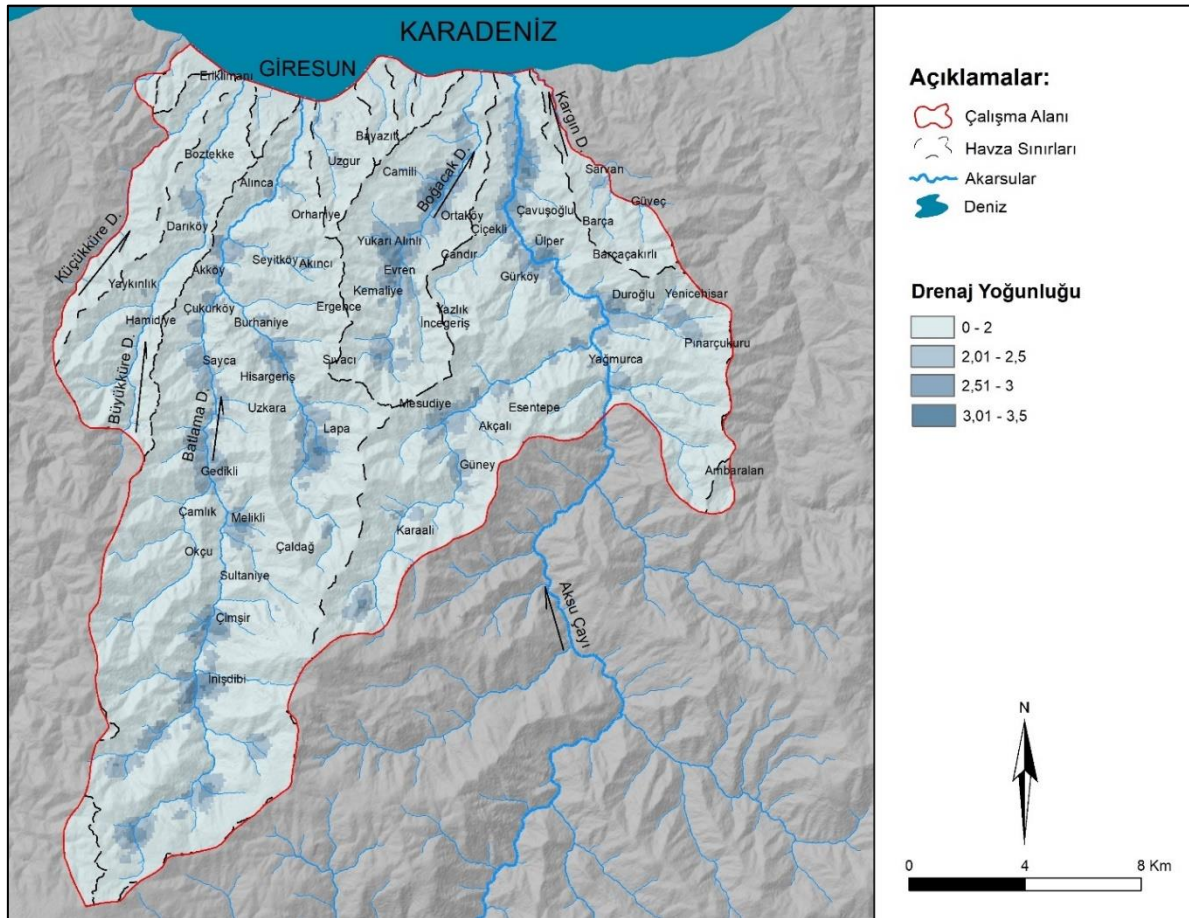 KARADENİZ
GİRESUN
Eriklimanı
Kargın D.
Bayazıt
Boztekke
Uzgur
Camili
Boğacak D.
Sarvan
Alınca
Güveç
Orhaniye
Ortaköy
Çavuşoğlu
Barça
Küçükküre D.
Darıköy
Çiçekli
Yukarı Alınlı
Ülper
Seyitköy
Akıncı
Çandır
Barçaçakırlı
Akköy
Evren
Gürköy
Yaykınlık
Kemaliye
Duroğlu
Yenicehisar
Çukurköy
Ergence
Yazlık
Hamidiye
Burhaniye
İncegeriş
Pınarçukuru
Sayca
Sıvacı
Yağmurca
Büyükküre D.
Hisargeriş
Batlama D.
Uzkara
Mesudiye
Esentepe
Lapa
Akçalı
Gedikli
Güney
Ambaralan
Çamlık
Melikli
Karaali
Okçu
Çaldağ
Sultaniye
Aksu Çayı
Çimşir
İnişdibi
Açıklamalar:
Çalışma Alanı
Havza Sınırları
Akarsular
Deniz
Drenaj Yoğunluğu
0 - 2
2,01 - 2,5
2,51 - 3
3,01 - 3,5
N
0 4 8 Km